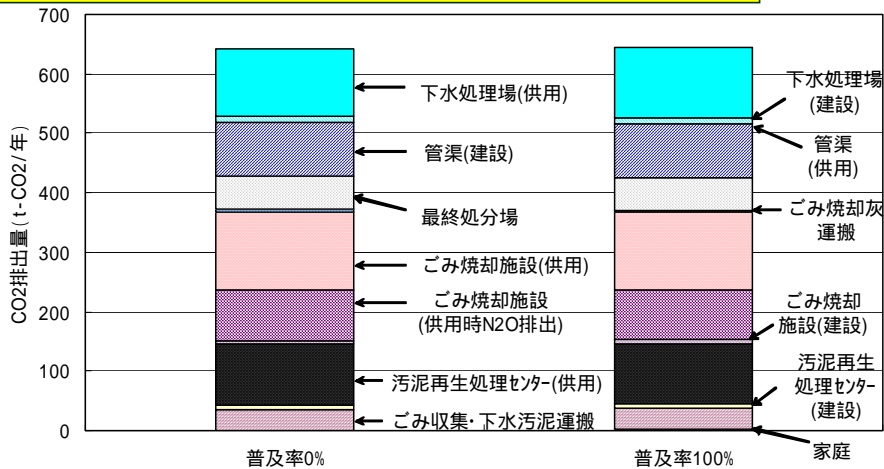 700
600
500
400
300
200
100
0
CO2排出量(t-CO2/年)
下水処理場(供用)
管渠(建設)
最終処分場
ごみ焼却施設(供用)
ごみ焼却施設
(供用時N2O排出)
汚泥再生処理ｾﾝﾀｰ(供用)
ごみ収集・下水汚泥運搬
下水処理場
(建設)
管渠
(供用)
ごみ焼却灰
運搬
ごみ焼却
施設(建設)
汚泥再生
処理ｾﾝﾀｰ
(建設)
家庭
普及率0%
普及率100%